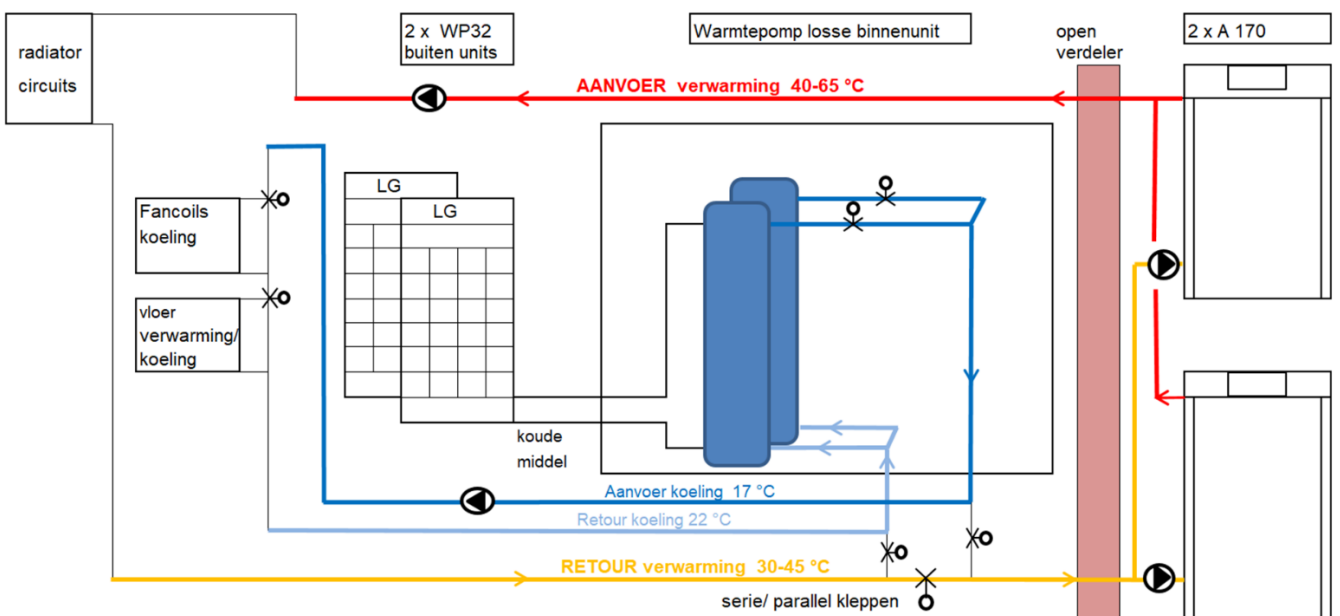 radiator
circuits
2 x WP32
buiten units
Warmtepomp losse binnenunit
open
verdeler
2 x A 170
AANVOER verwarming 40-65 °C
LG
LG
Fancoils
koeling
vloer
verwarming/
koeling
koude
middel
Aanvoer koeling 17 °C
Retour koeling 22 °C
RETOUR verwarming 30-45 °C
serie/ parallel kleppen